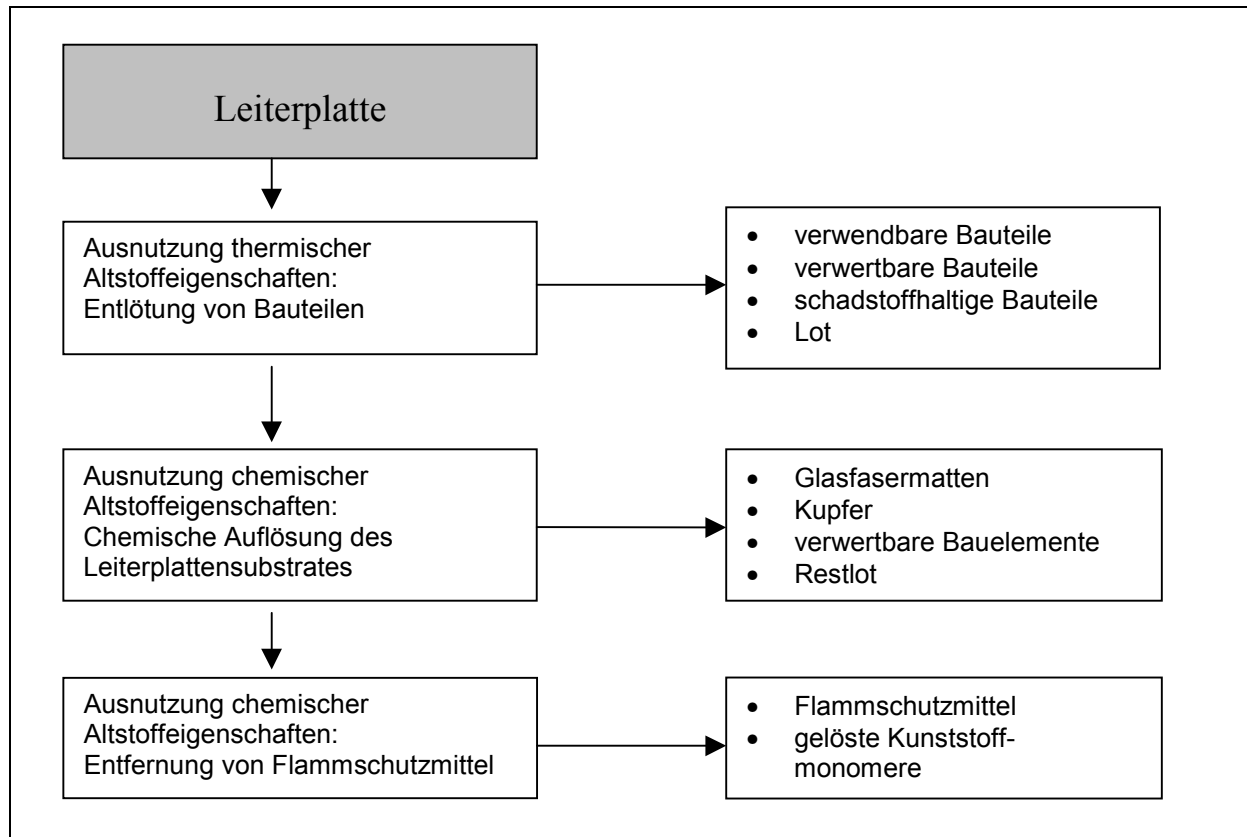 Leiterplatte
Ausnutzung thermischer
Altstoffeigenschaften:
Entlötung von Bauteilen
• verwendbare Bauteile
• verwertbare Bauteile
• schadstoffhaltige Bauteile
• Lot
Ausnutzung chemischer
Altstoffeigenschaften:
Chemische Auflösung des
Leiterplattensubstrates
• Glasfasermatten
• Kupfer
• verwertbare Bauelemente
• Restlot
Ausnutzung chemischer
Altstoffeigenschaften:
Entfernung von Flammschutzmittel
• Flammschutzmittel
• gelöste Kunststoff-
monomere